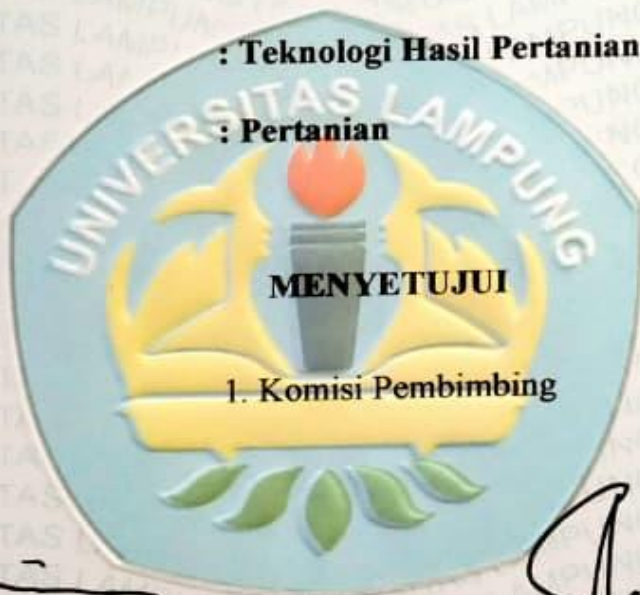 : Teknologi Hasil Pertanian
UNIVERSITAS LAMPUNG
: Pertanian
MENYETUJUI
1. Komisi Pembimbing